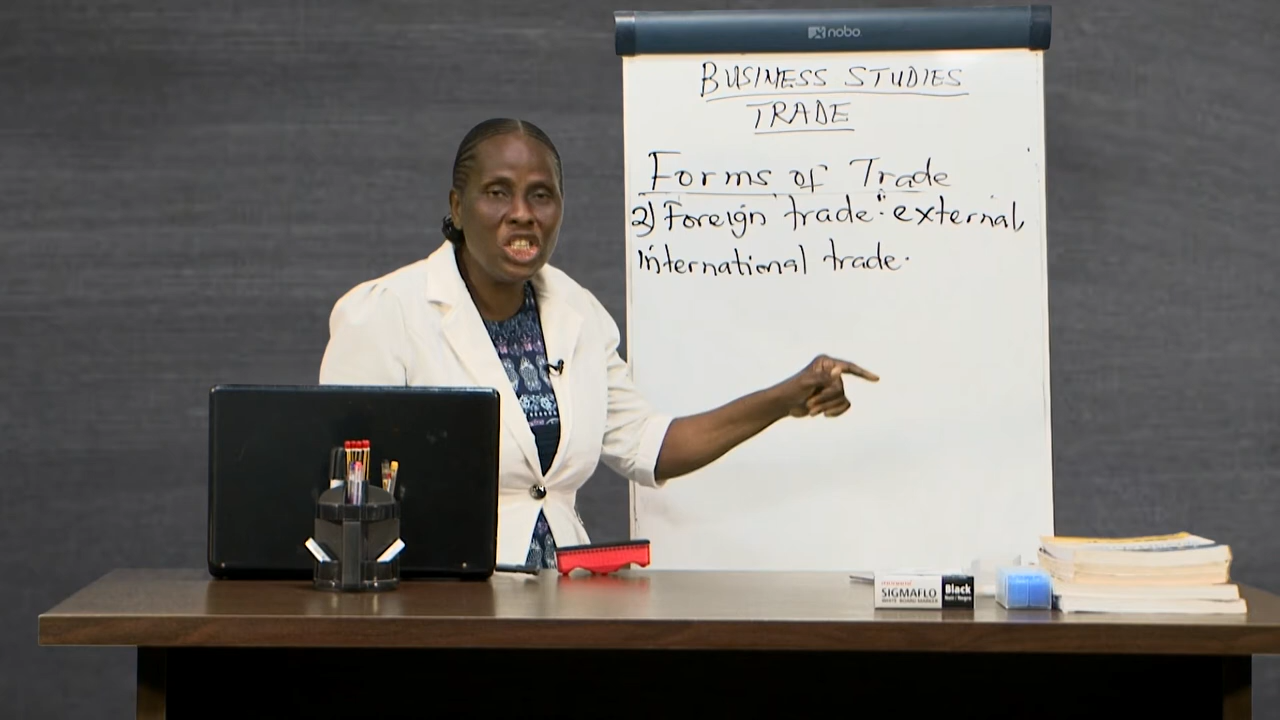 nobo
BUSINESS STUDIES
TRADE
Forms of Trade
2) Foreign trade:- external,
International trade.
SIGMAFLO
Black